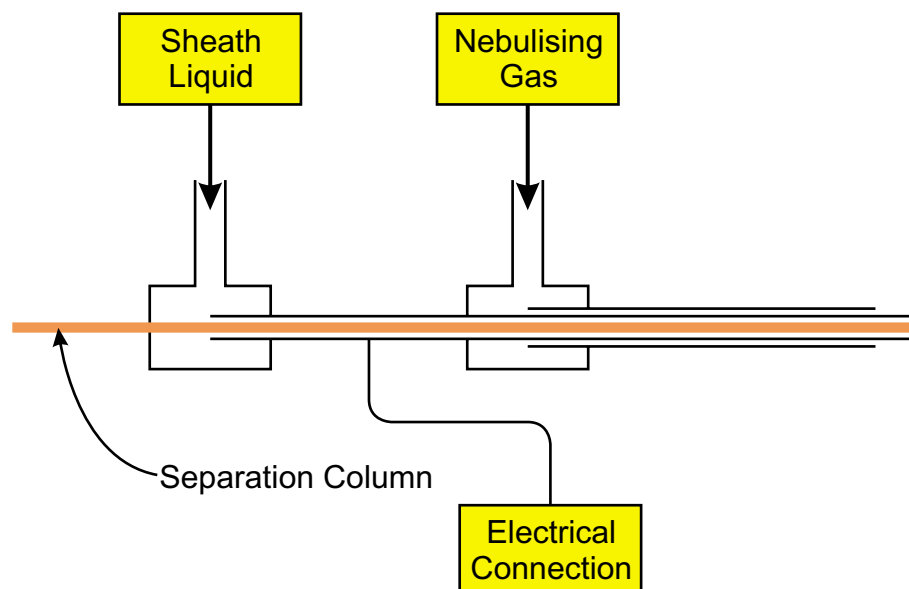 Sheath
Liquid
Nebulising
Gas
Separation Column
Electrical
Connection